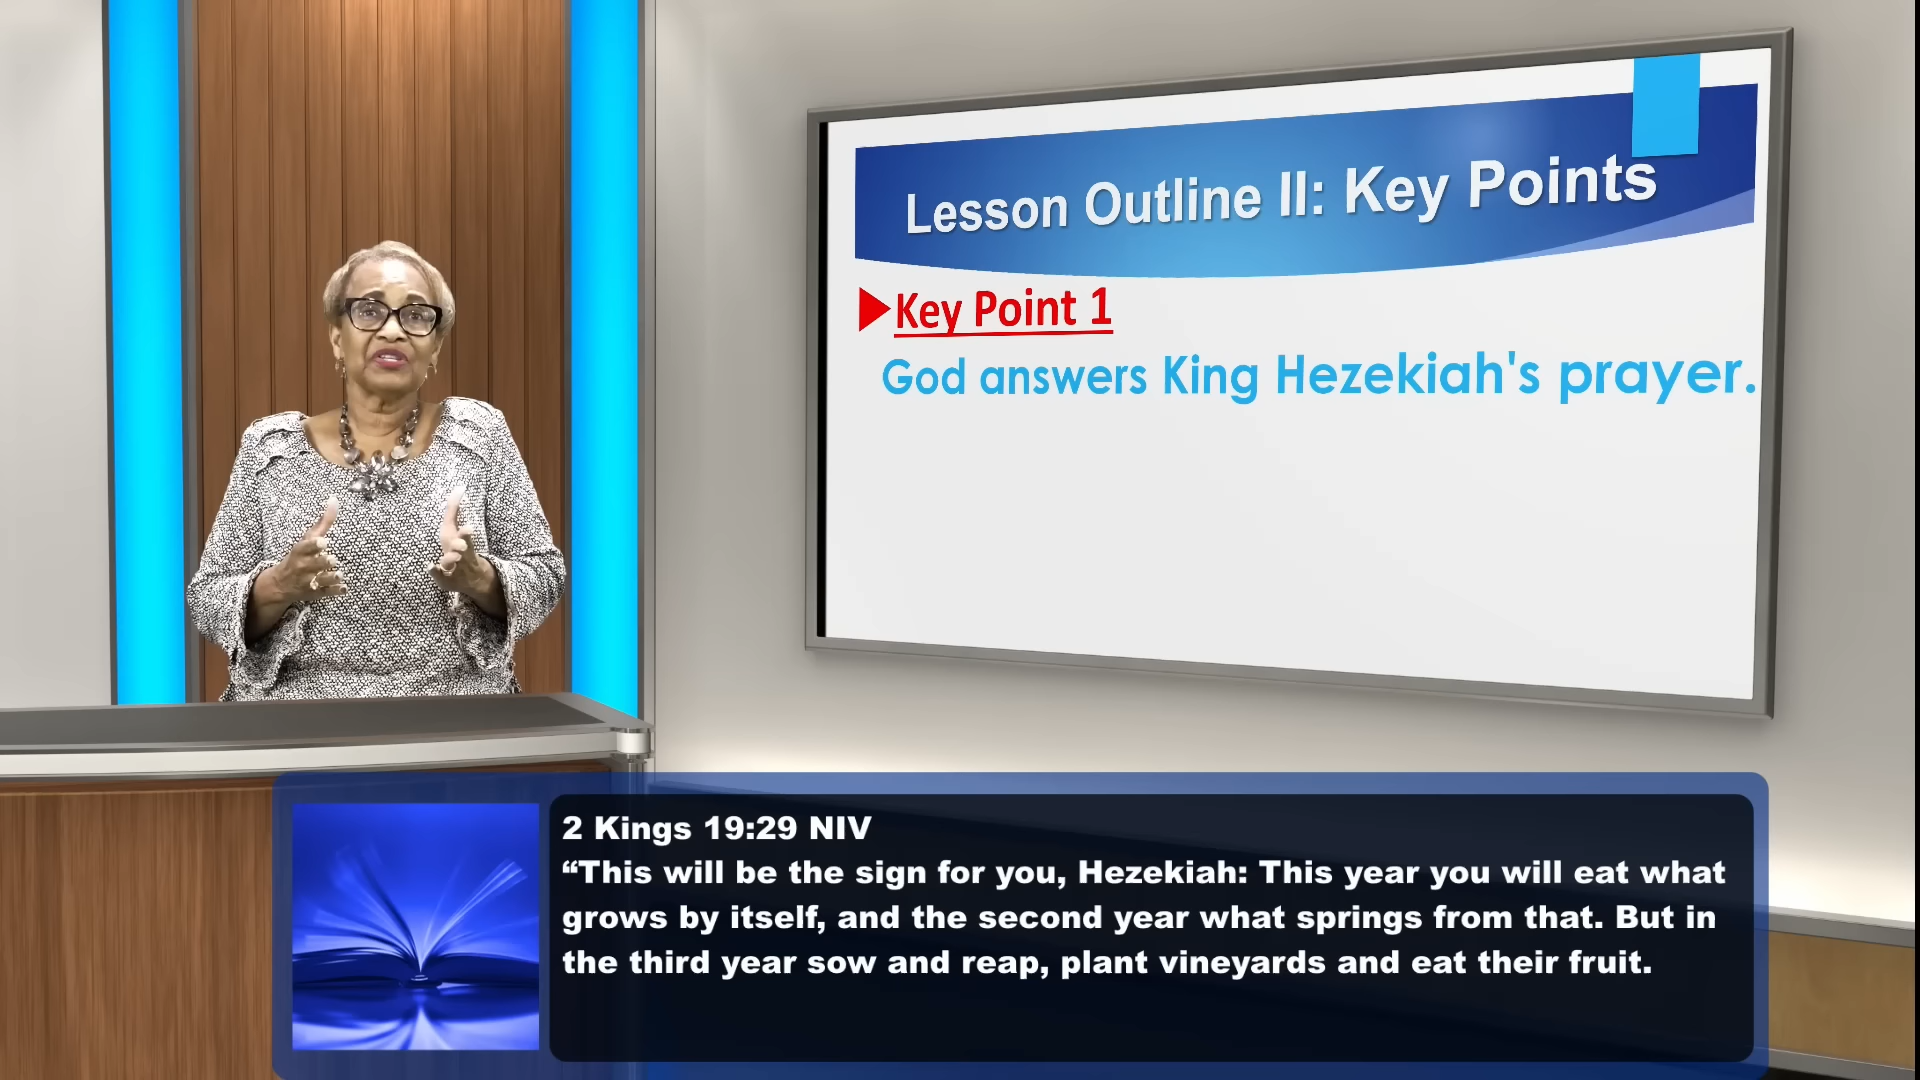 Lesson Outline II: Key Points
Key Point 1
God answers King Hezekiah's prayer.
2 Kings 19:29 NIV
“This will be the sign for you, Hezekiah: This year you will eat what
grows by itself, and the second year what springs from that. But in
the third year sow and reap, plant vineyards and eat their fruit.